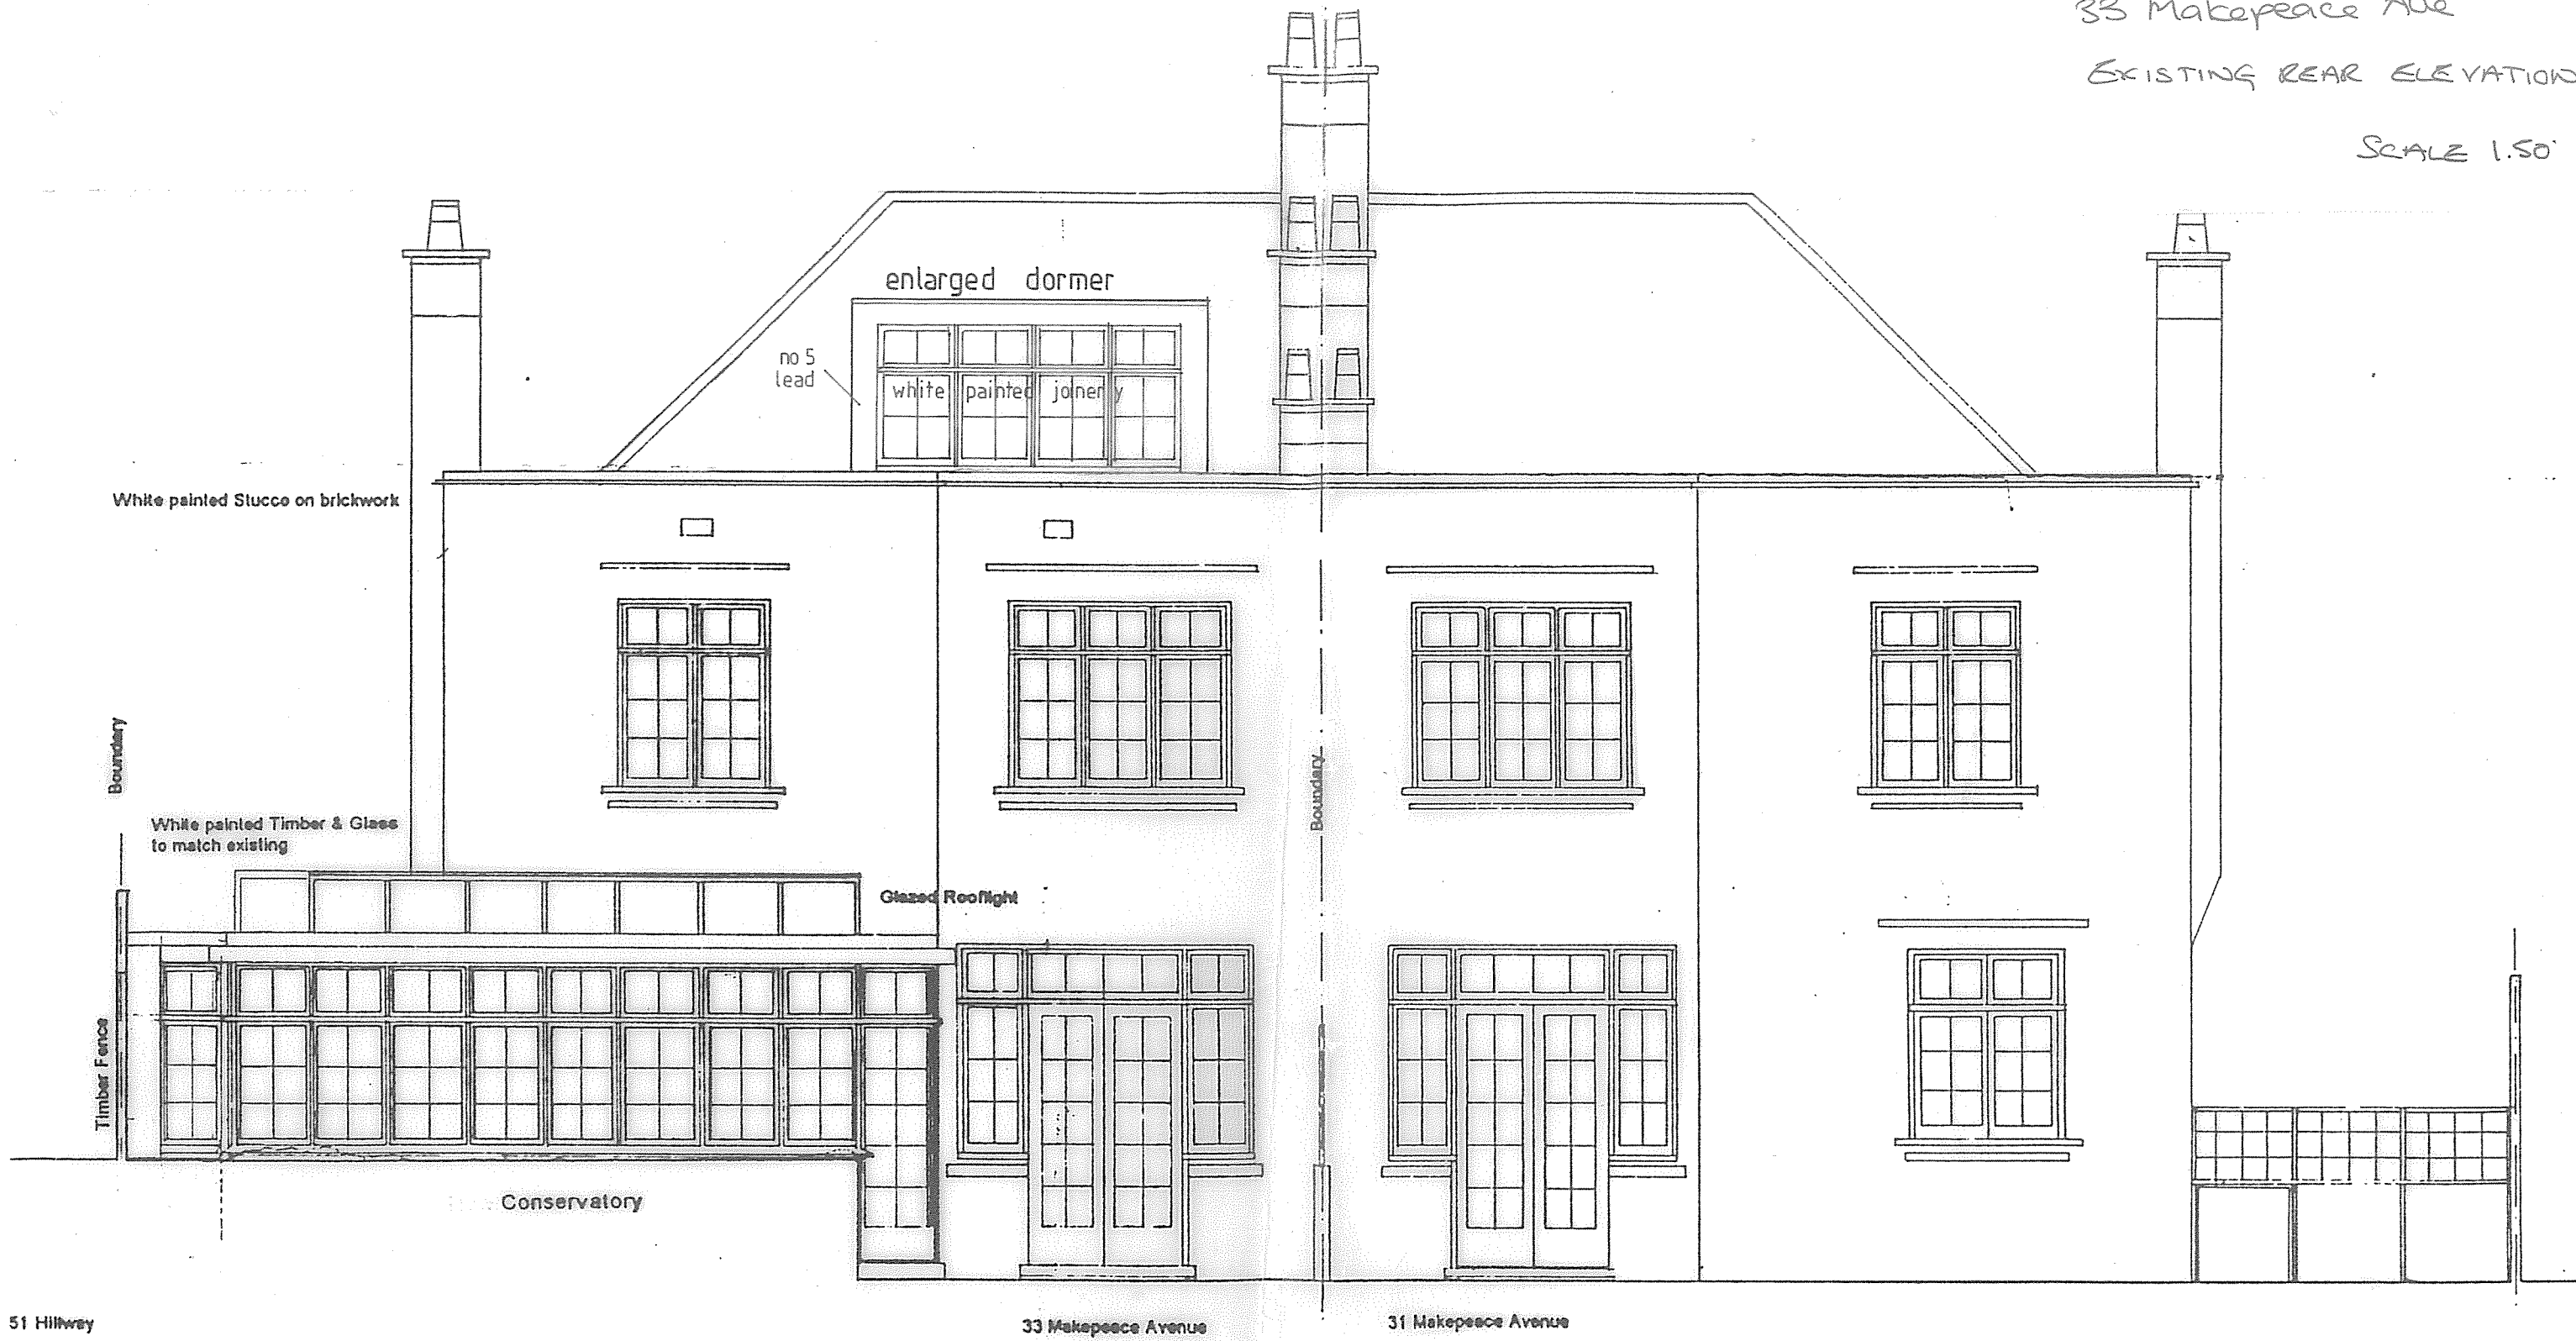 33 Makepeace Ave
EXISTING REAR ELEVATION
SCALE 1.50
enlarged dormer
no 5
lead
white painted joinery
White painted Stucco on brickwork
Boundary
Boundary
White painted Timber & Glass
to match existing
Glazed Rooflight
Timber Fence
Conservatory
51 Hillway
33 Makepeace Avenue
31 Makepeace Avenue